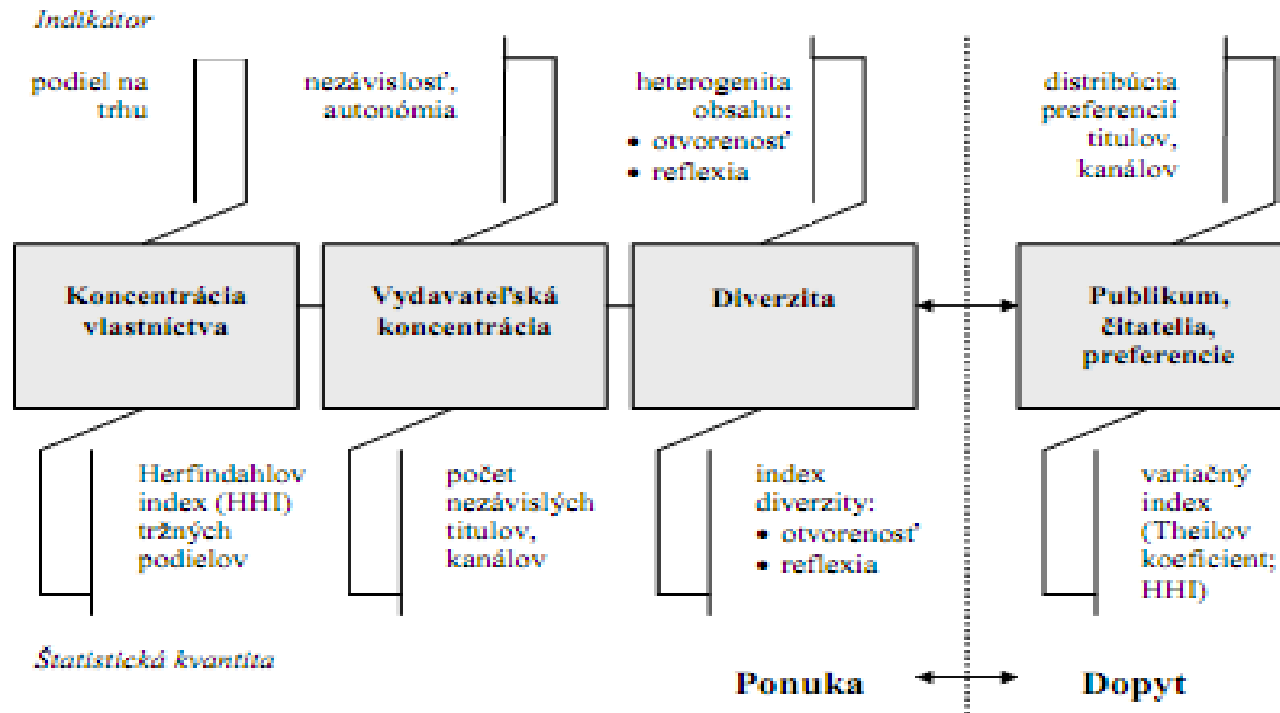 Indikátor
podiel na
trhu
nezávislosť,
autonómia
heterogenita
obsahu:
• otvorenosť
• reflexia
distribúcia
preferencií
titulov,
kanálov
Koncentrácia
vlastníctva
Vydavateľská
koncentrácia
Diverzita
Publikum,
čitatelia,
preferencie
Herfindahlov
index (HHI)
tržných
podielov
počet
nezávislých
titulov,
kanálov
index
diverzity:
• otvorenosť
• reflexia
variačný
index
(Theilov
koeficient;
HHI)
Štatistická kvantita
Ponuka
Dopyt